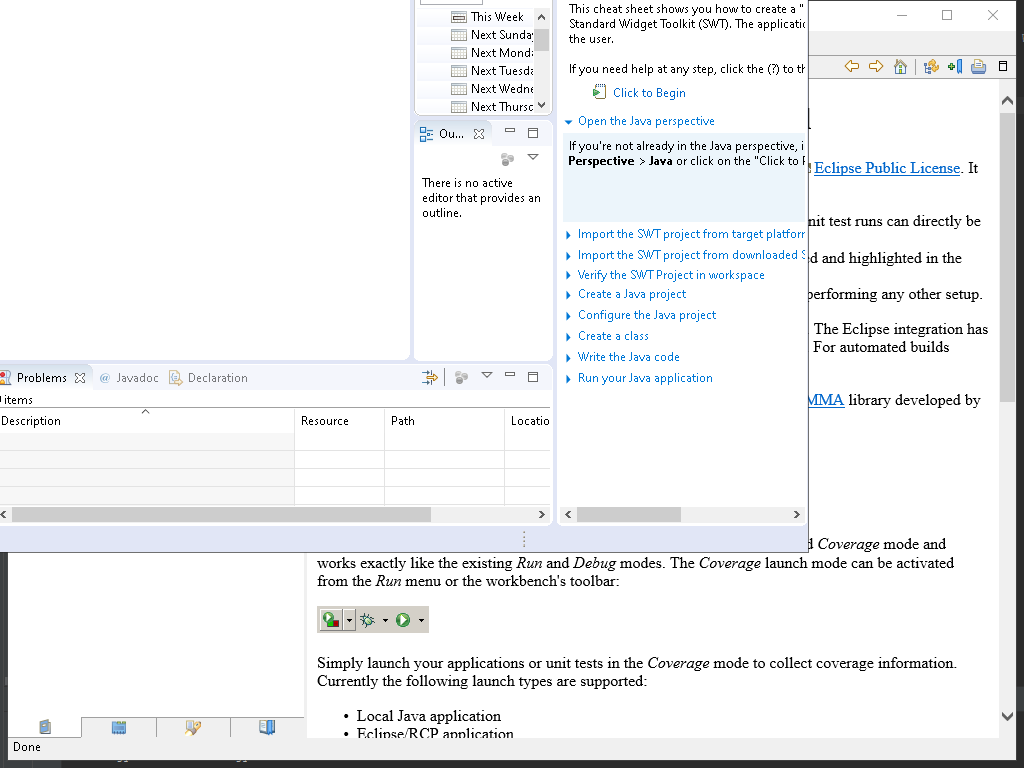 This Week
Next Sunda
Next Monda
Next Tuesda
Next Wedne
Next Thursd
Ou...
There is no active
editor that provides an
outline.
This cheat sheet shows you how to create a "
Standard Widget Toolkit (SWT). The applicatio
the user.
If you need help at any step, click the (?) to th
Click to Begin
Open the Java perspective
If you're not already in the Java perspective, i
Perspective > Java or click on the "Click to P
Import the SWT project from target platform
Import the SWT project from downloaded S
Verify the SWT Project in workspace
Create a Java project
Configure the Java project
Create a class
Write the Java code
Run your Java application
Problems
@ Javadoc
Declaration
items
Description
Resource
Path
Locatio
Eclipse Public License. It
nit test runs can directly be
d and highlighted in the
performing any other setup.
The Eclipse integration has
For automated builds
MMA library developed by
d Coverage mode and
works exactly like the existing Run and Debug modes. The Coverage launch mode can be activated
from the Run menu or the workbench's toolbar:
Simply launch your applications or unit tests in the Coverage mode to collect coverage information.
Currently the following launch types are supported:
• Local Java application
• Eclipse/RCP application
Done